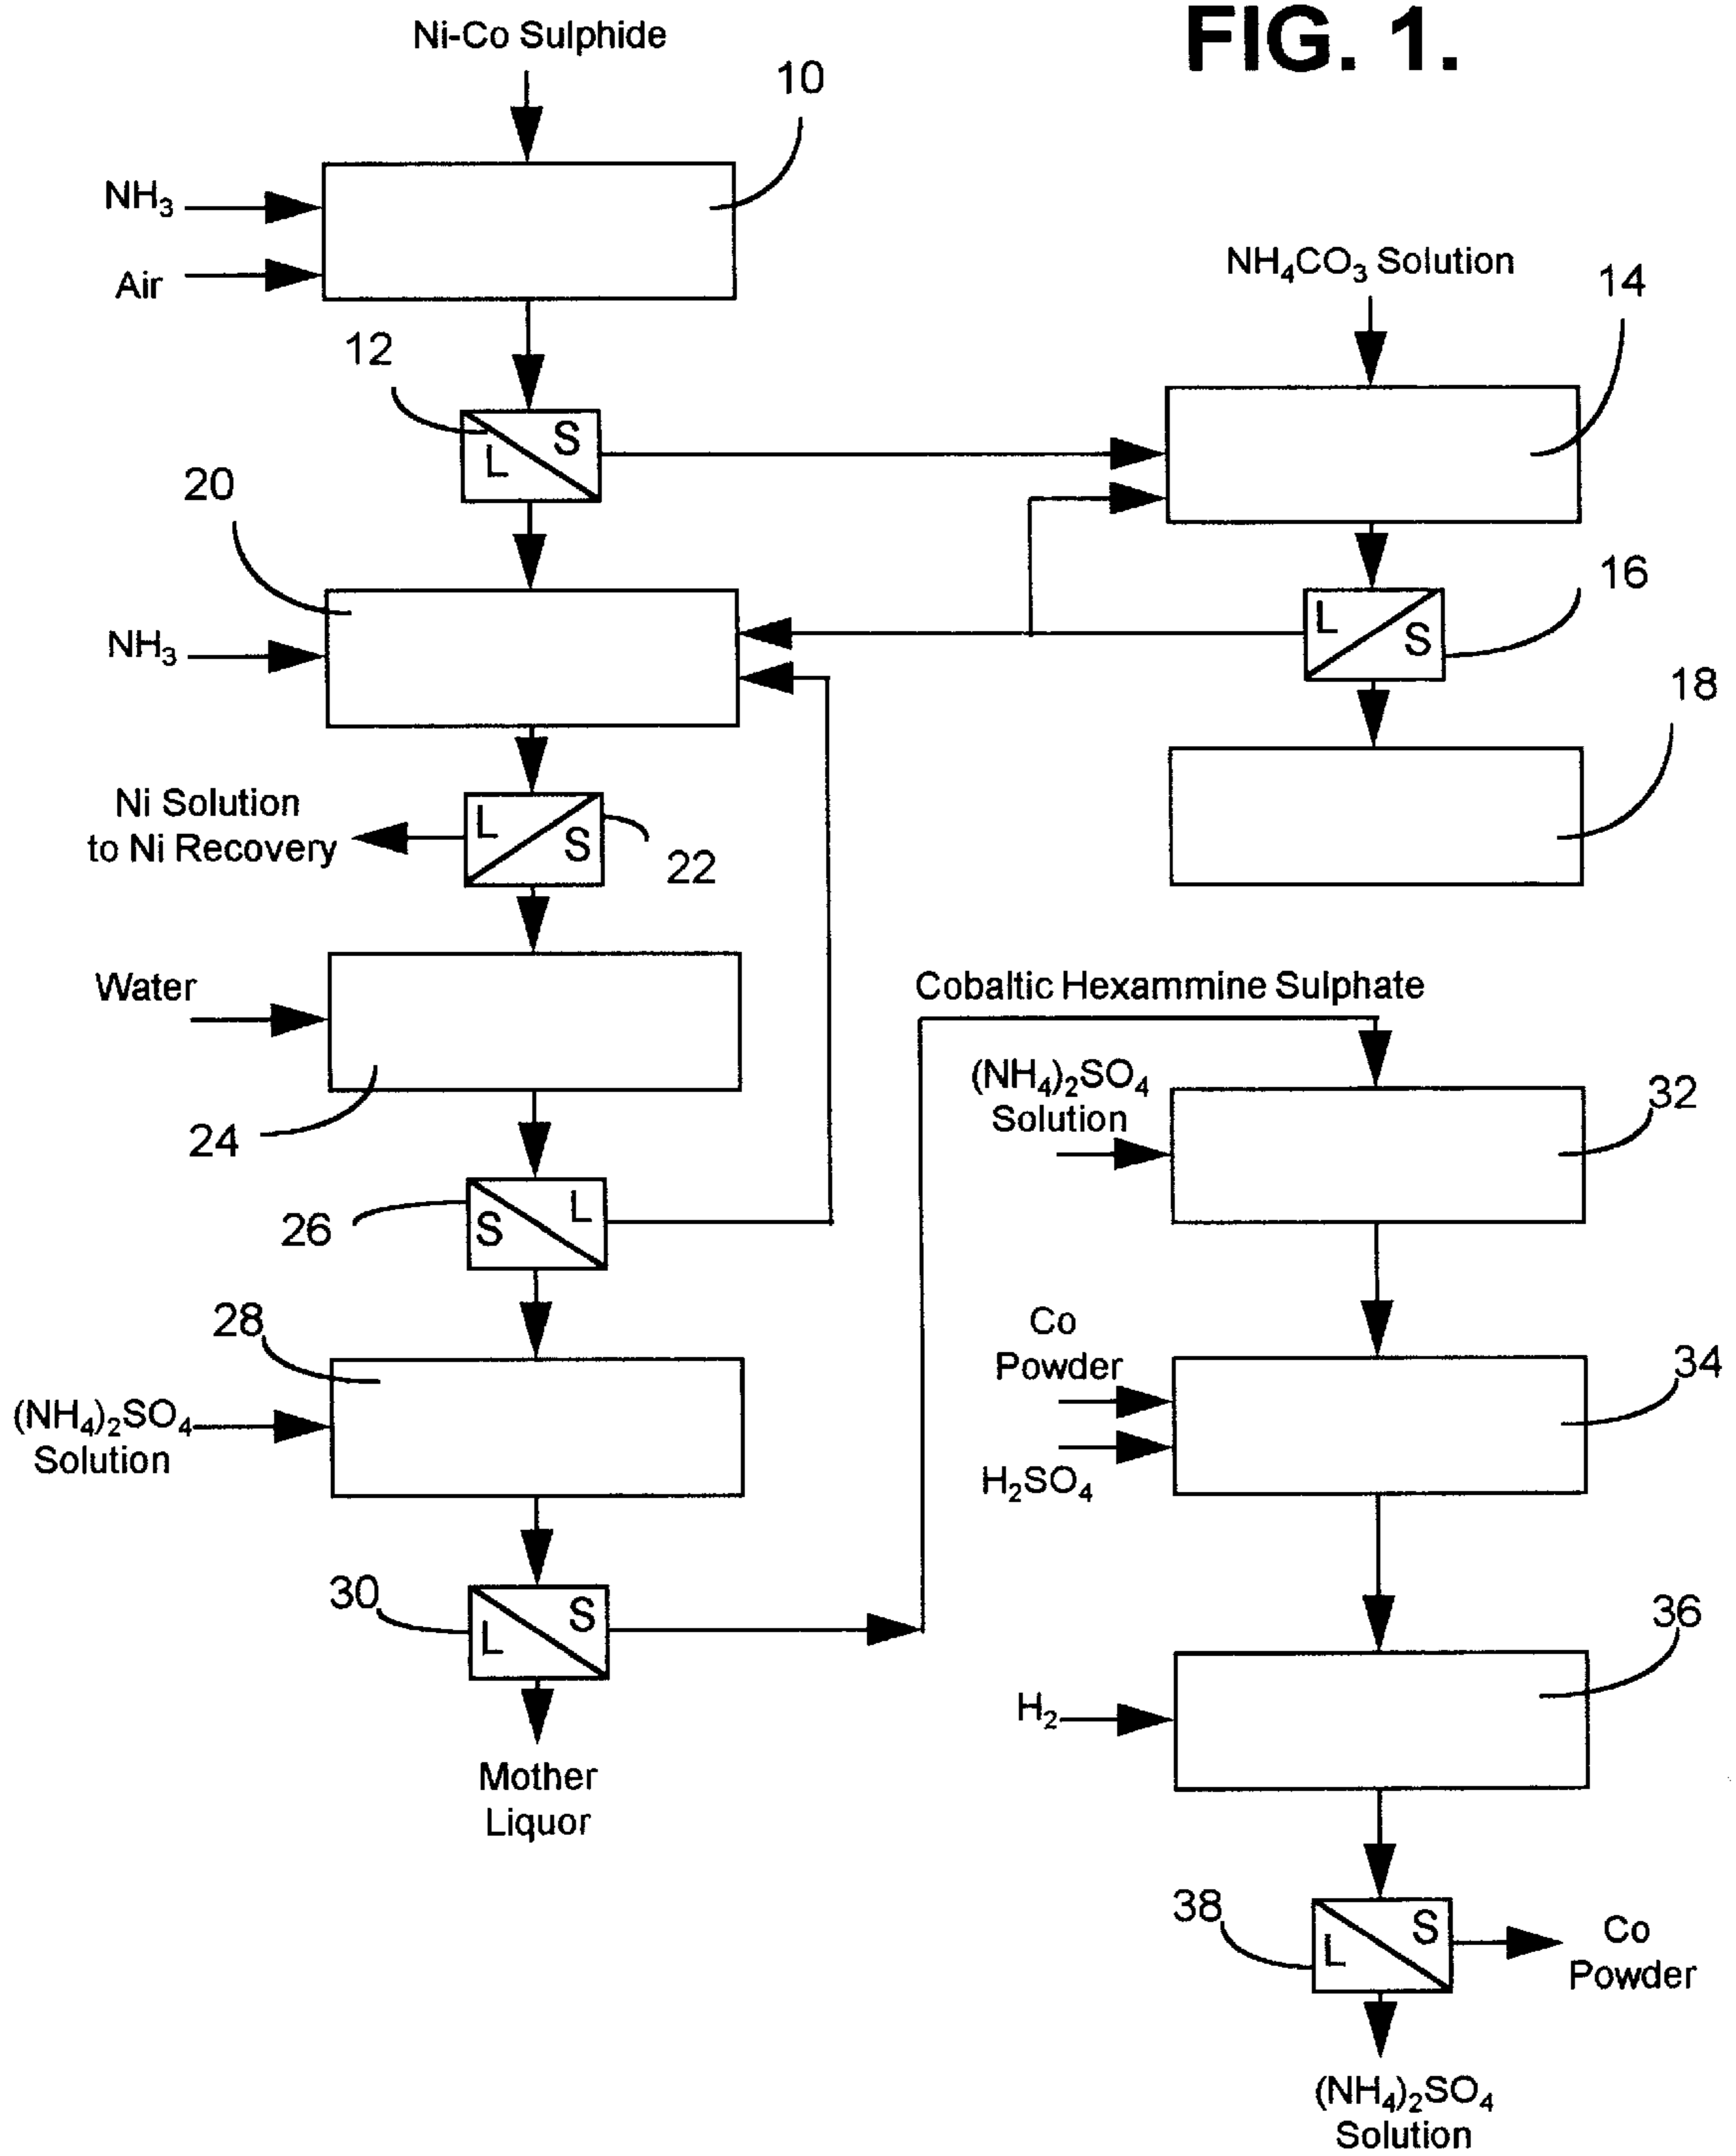 FIG. 1.
Ni-Co Sulphide
10
NH₃
Air
12
L
S
NH₄CO₃ Solution
14
20
NH₃
16
L
S
18
Ni Solution
to Ni Recovery
L
S
22
Water
24
26
S
L
28
(NH₄)₂SO₄
Solution
30
L
S
Mother
Liquor
Cobaltic Hexammine Sulphate
(NH₄)₂SO₄
Solution
32
Co
Powder
H₂SO₄
34
H₂
36
38
L
S
Co
Powder
(NH₄)₂SO₄
Solution